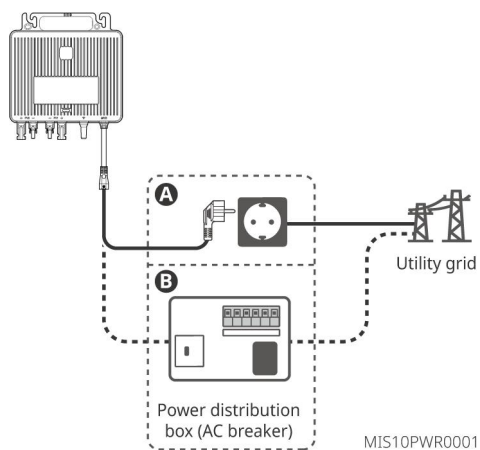 A
Utility grid
B
Power distribution
box (AC breaker)
MIS10PWR0001